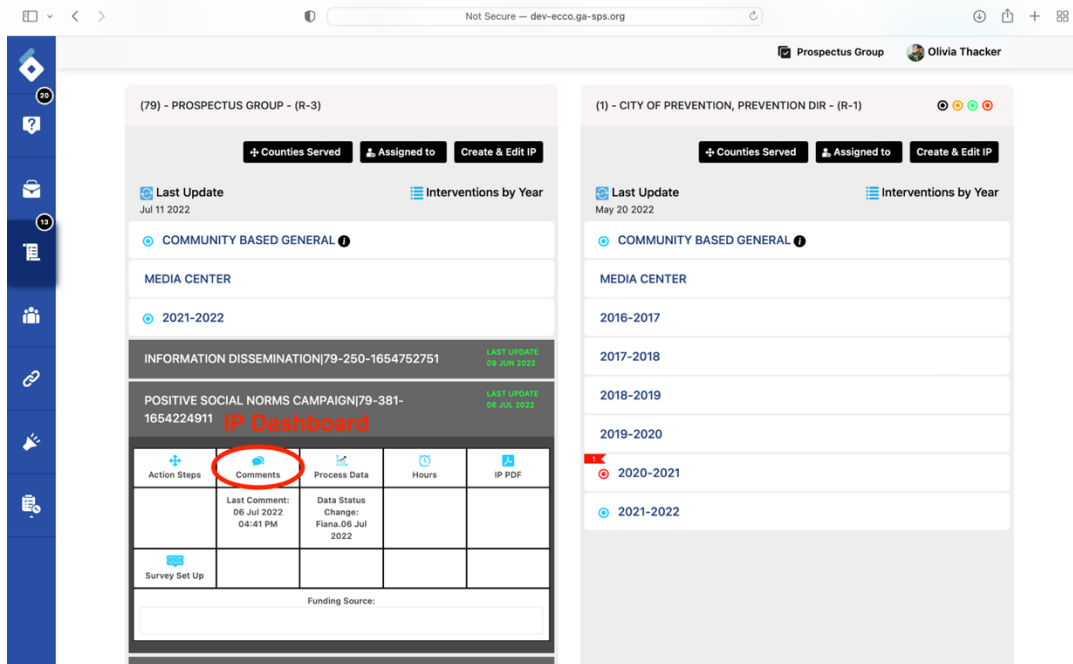 Not Secure — dev-ecco.ga-sps.org
Prospectus Group
Olivia Thacker
20
13
(79) - PROSPECTUS GROUP - (R-3)
Counties Served
Assigned to
Create & Edit IP
Last Update
Interventions by Year
Jul 11 2022
COMMUNITY BASED GENERAL
MEDIA CENTER
2021-2022
INFORMATION DISSEMINATION|79-250-1654752751
LAST UPDATE
09 JUN 2022
POSITIVE SOCIAL NORMS CAMPAIGN|79-381-
1654224911
LAST UPDATE
06 JUL 2022
IP Dashboard
Action Steps
Comments
Process Data
Hours
IP PDF
Last Comment:
06 Jul 2022
04:41 PM
Data Status
Change:
Fiana.06 Jul
2022
Survey Set Up
Funding Source:
(1) - CITY OF PREVENTION, PREVENTION DIR - (R-1)
Counties Served
Assigned to
Create & Edit IP
Last Update
Interventions by Year
May 20 2022
COMMUNITY BASED GENERAL
MEDIA CENTER
2016-2017
2017-2018
2018-2019
2019-2020
1
2020-2021
2021-2022